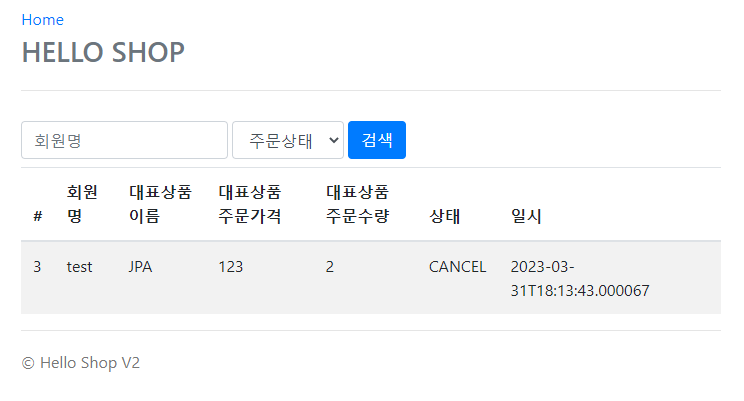 Home
HELLO SHOP
회원명 주문상태 검색
# 회원명 대표상품 이름 대표상품 주문가격 대표상품 주문수량 상태 일시
3 test JPA 123 2 CANCEL 2023-03-31T18:13:43.000067
© Hello Shop V2